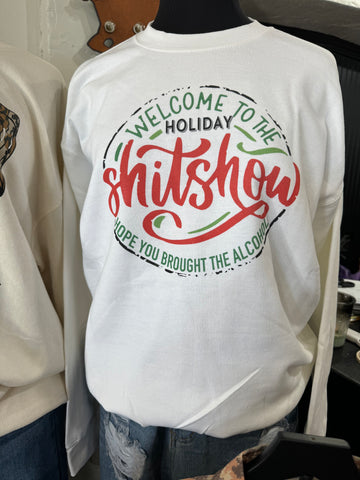 WELCOME TO THE
HOLIDAY
shitshow
HOPE YOU BROUGHT THE ALCOHOL